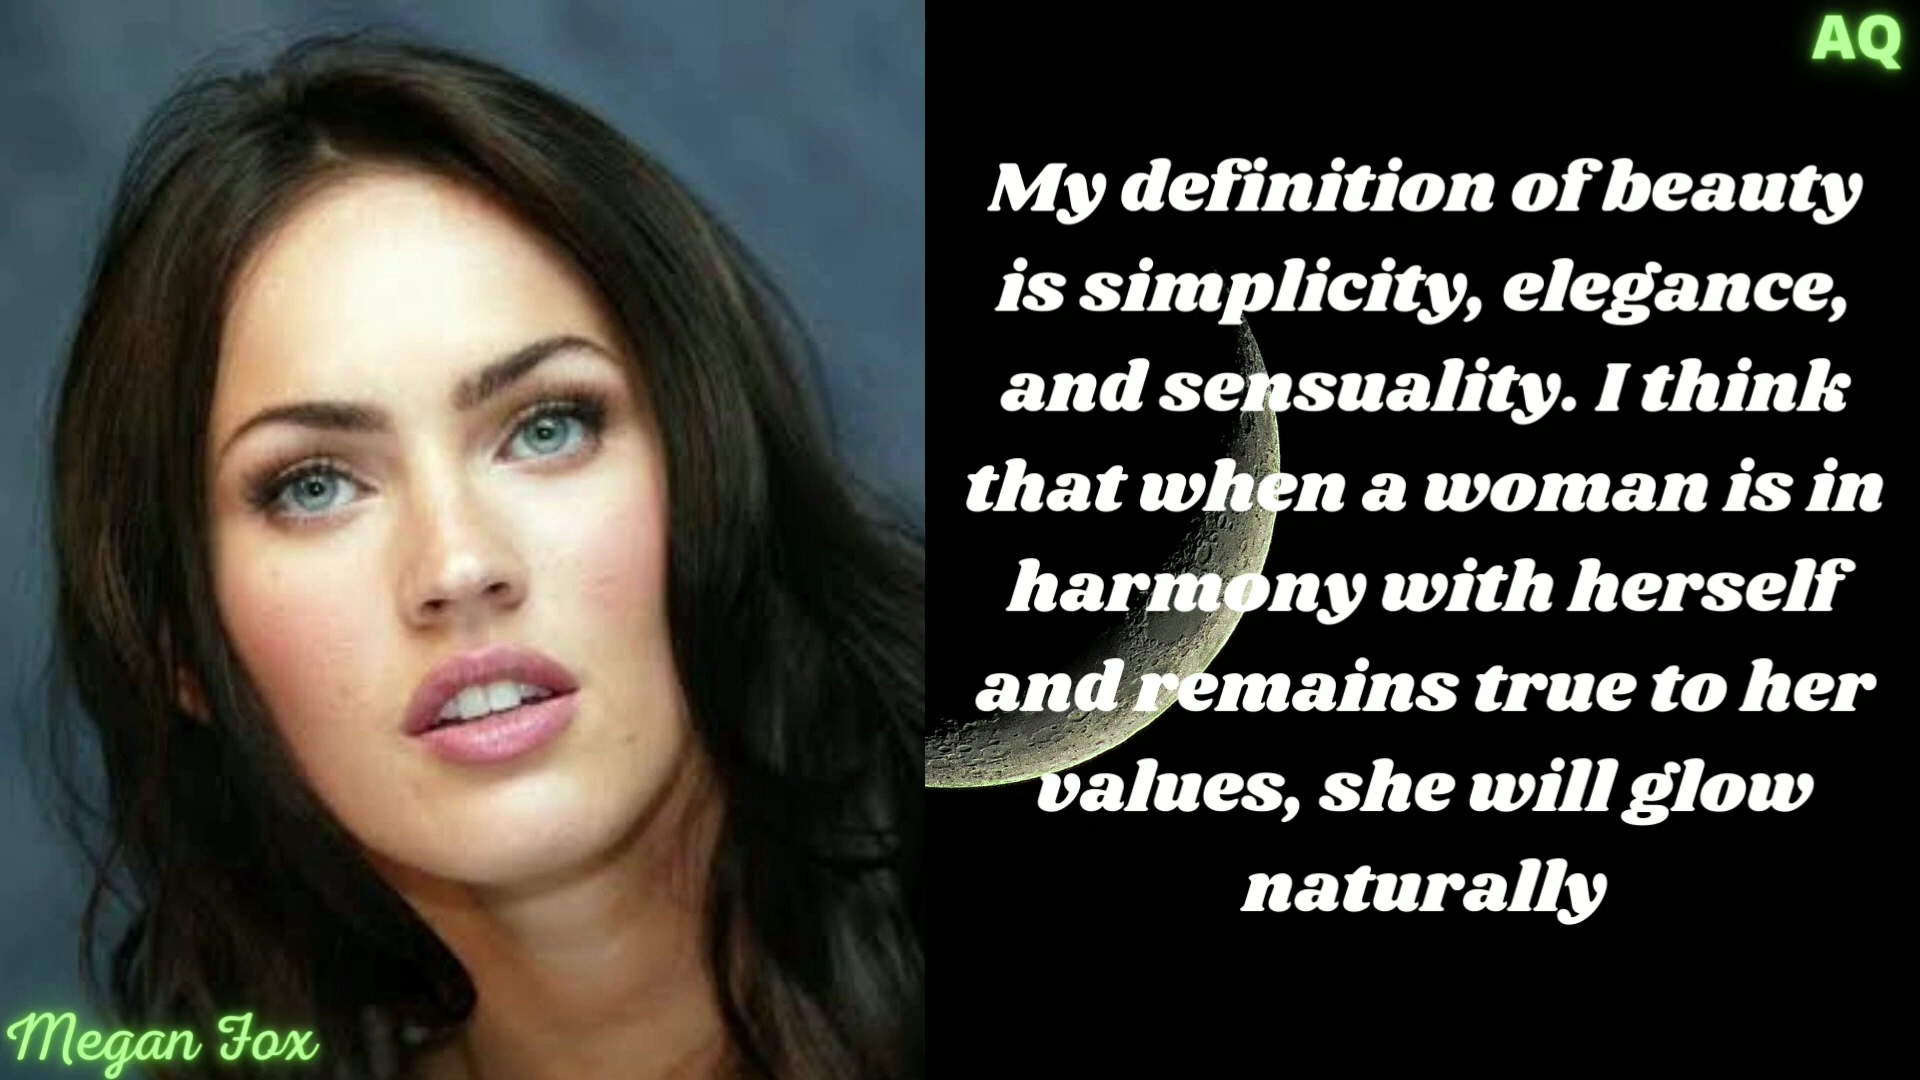 AQ
My definition of beauty
is simplicity, elegance,
and sensuality. I think
that when a woman is in
harmony with herself
and remains true to her
values, she will glow
naturally
Megan Fox